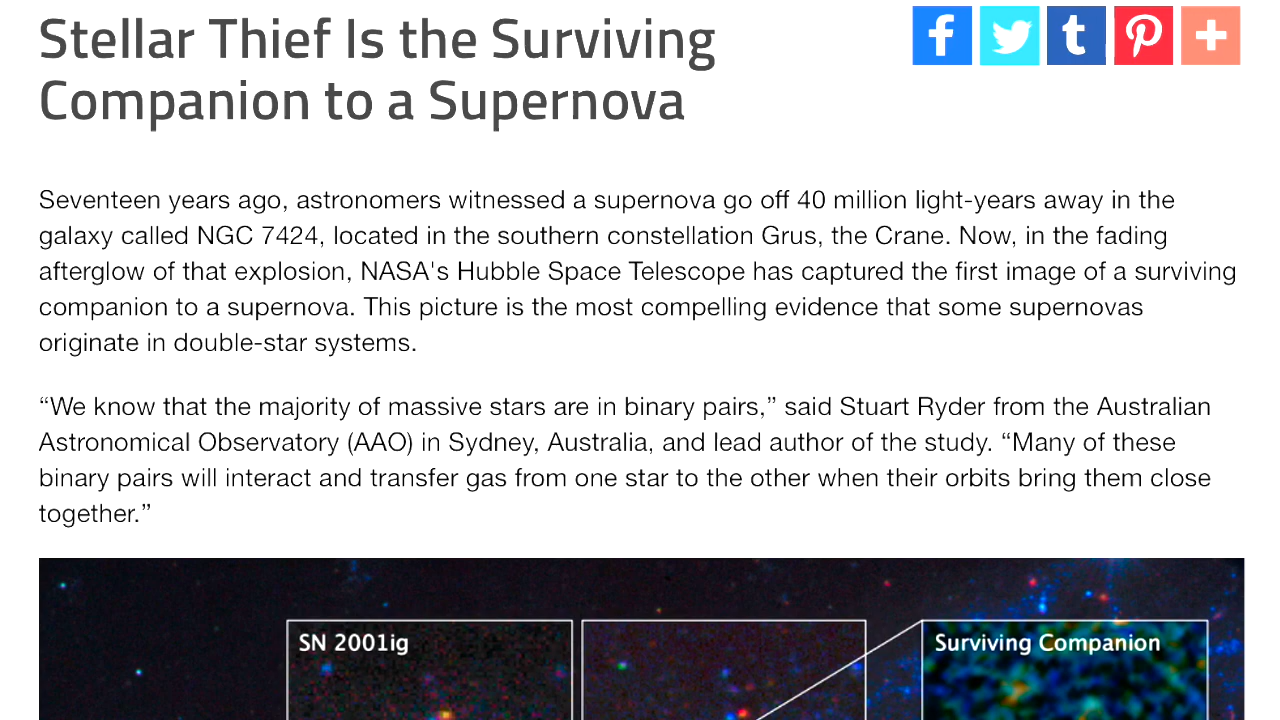 Stellar Thief Is the Surviving
Companion to a Supernova
Seventeen years ago, astronomers witnessed a supernova go off 40 million light-years away in the
galaxy called NGC 7424, located in the southern constellation Grus, the Crane. Now, in the fading
afterglow of that explosion, NASA's Hubble Space Telescope has captured the first image of a surviving
companion to a supernova. This picture is the most compelling evidence that some supernovas
originate in double-star systems.
“We know that the majority of massive stars are in binary pairs,” said Stuart Ryder from the Australian
Astronomical Observatory (AAO) in Sydney, Australia, and lead author of the study. “Many of these
binary pairs will interact and transfer gas from one star to the other when their orbits bring them close
together.”
SN 2001ig
Surviving Companion